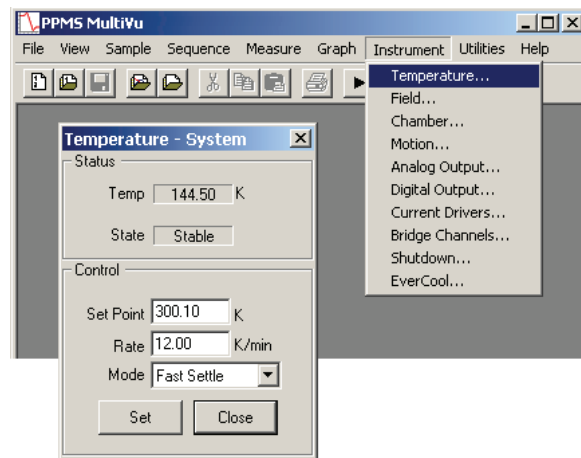 PPMS MultiVu
File View Sample Sequence Measure Graph Instrument Utilities Help
Temperature...
Field...
Chamber...
Motion...
Analog Output...
Digital Output...
Current Drivers...
Bridge Channels...
Shutdown...
EverCool...
Temperature - System
Status
Temp 144.50 K
State Stable
Control
Set Point 300.10 K
Rate 12.00 K/min
Mode Fast Settle
Set Close